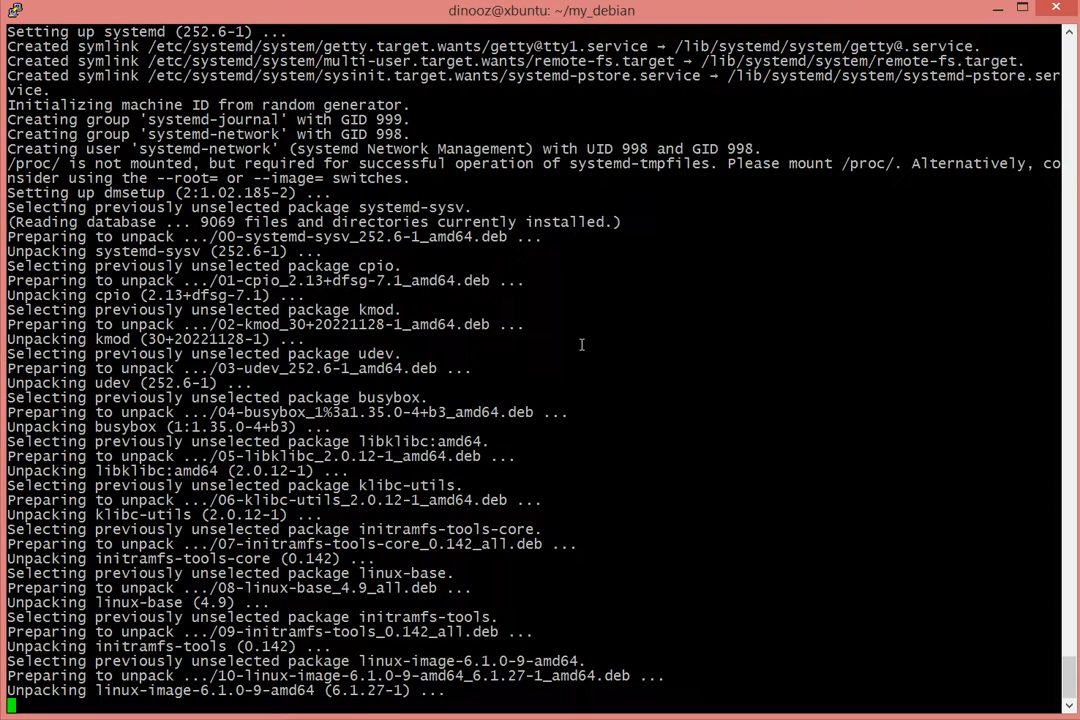 dinooz@xbuntu: ~/my_debian
Setting up systemd (252.6-1) ...
Created symlink /etc/systemd/system/getty.target.wants/getty@tty1.service → /lib/systemd/system/getty@.service.
Created symlink /etc/systemd/system/multi-user.target.wants/remote-fs.target → /lib/systemd/system/remote-fs.target.
Created symlink /etc/systemd/system/sysinit.target.wants/systemd-pstore.service → /lib/systemd/system/systemd-pstore.ser
vice.
Initializing machine ID from random generator.
Creating group 'systemd-journal' with GID 999.
Creating group 'systemd-network' with GID 998.
Creating user 'systemd-network' (systemd Network Management) with UID 998 and GID 998.
/proc/ is not mounted, but required for successful operation of systemd-tmpfiles. Please mount /proc/. Alternatively, co
nsider using the --root= or --image= switches.
Setting up dmsetup (2:1.02.185-2) ...
Selecting previously unselected package systemd-sysv.
(Reading database ... 9069 files and directories currently installed.)
Preparing to unpack .../00-systemd-sysv_252.6-1_amd64.deb ...
Unpacking systemd-sysv (252.6-1) ...
Selecting previously unselected package cpio.
Preparing to unpack .../01-cpio_2.13+dfsg-7.1_amd64.deb ...
Unpacking cpio (2.13+dfsg-7.1) ...
Selecting previously unselected package kmod.
Preparing to unpack .../02-kmod_30+20221128-1_amd64.deb ...
Unpacking kmod (30+20221128-1) ...
Selecting previously unselected package udev.
Preparing to unpack .../03-udev_252.6-1_amd64.deb ...
Unpacking udev (252.6-1) ...
Selecting previously unselected package busybox.
Preparing to unpack .../04-busybox_1%3a1.35.0-4+b3_amd64.deb ...
Unpacking busybox (1:1.35.0-4+b3) ...
Selecting previously unselected package libklibc:amd64.
Preparing to unpack .../05-libklibc_2.0.12-1_amd64.deb ...
Unpacking libklibc:amd64 (2.0.12-1) ...
Selecting previously unselected package klibc-utils.
Preparing to unpack .../06-klibc-utils_2.0.12-1_amd64.deb ...
Unpacking klibc-utils (2.0.12-1) ...
Selecting previously unselected package initramfs-tools-core.
Preparing to unpack .../07-initramfs-tools-core_0.142_all.deb ...
Unpacking initramfs-tools-core (0.142) ...
Selecting previously unselected package linux-base.
Preparing to unpack .../08-linux-base_4.9_all.deb ...
Unpacking linux-base (4.9) ...
Selecting previously unselected package initramfs-tools.
Preparing to unpack .../09-initramfs-tools_0.142_all.deb ...
Unpacking initramfs-tools (0.142) ...
Selecting previously unselected package linux-image-6.1.0-9-amd64.
Preparing to unpack .../10-linux-image-6.1.0-9-amd64_6.1.27-1_amd64.deb ...
Unpacking linux-image-6.1.0-9-amd64 (6.1.27-1) ...